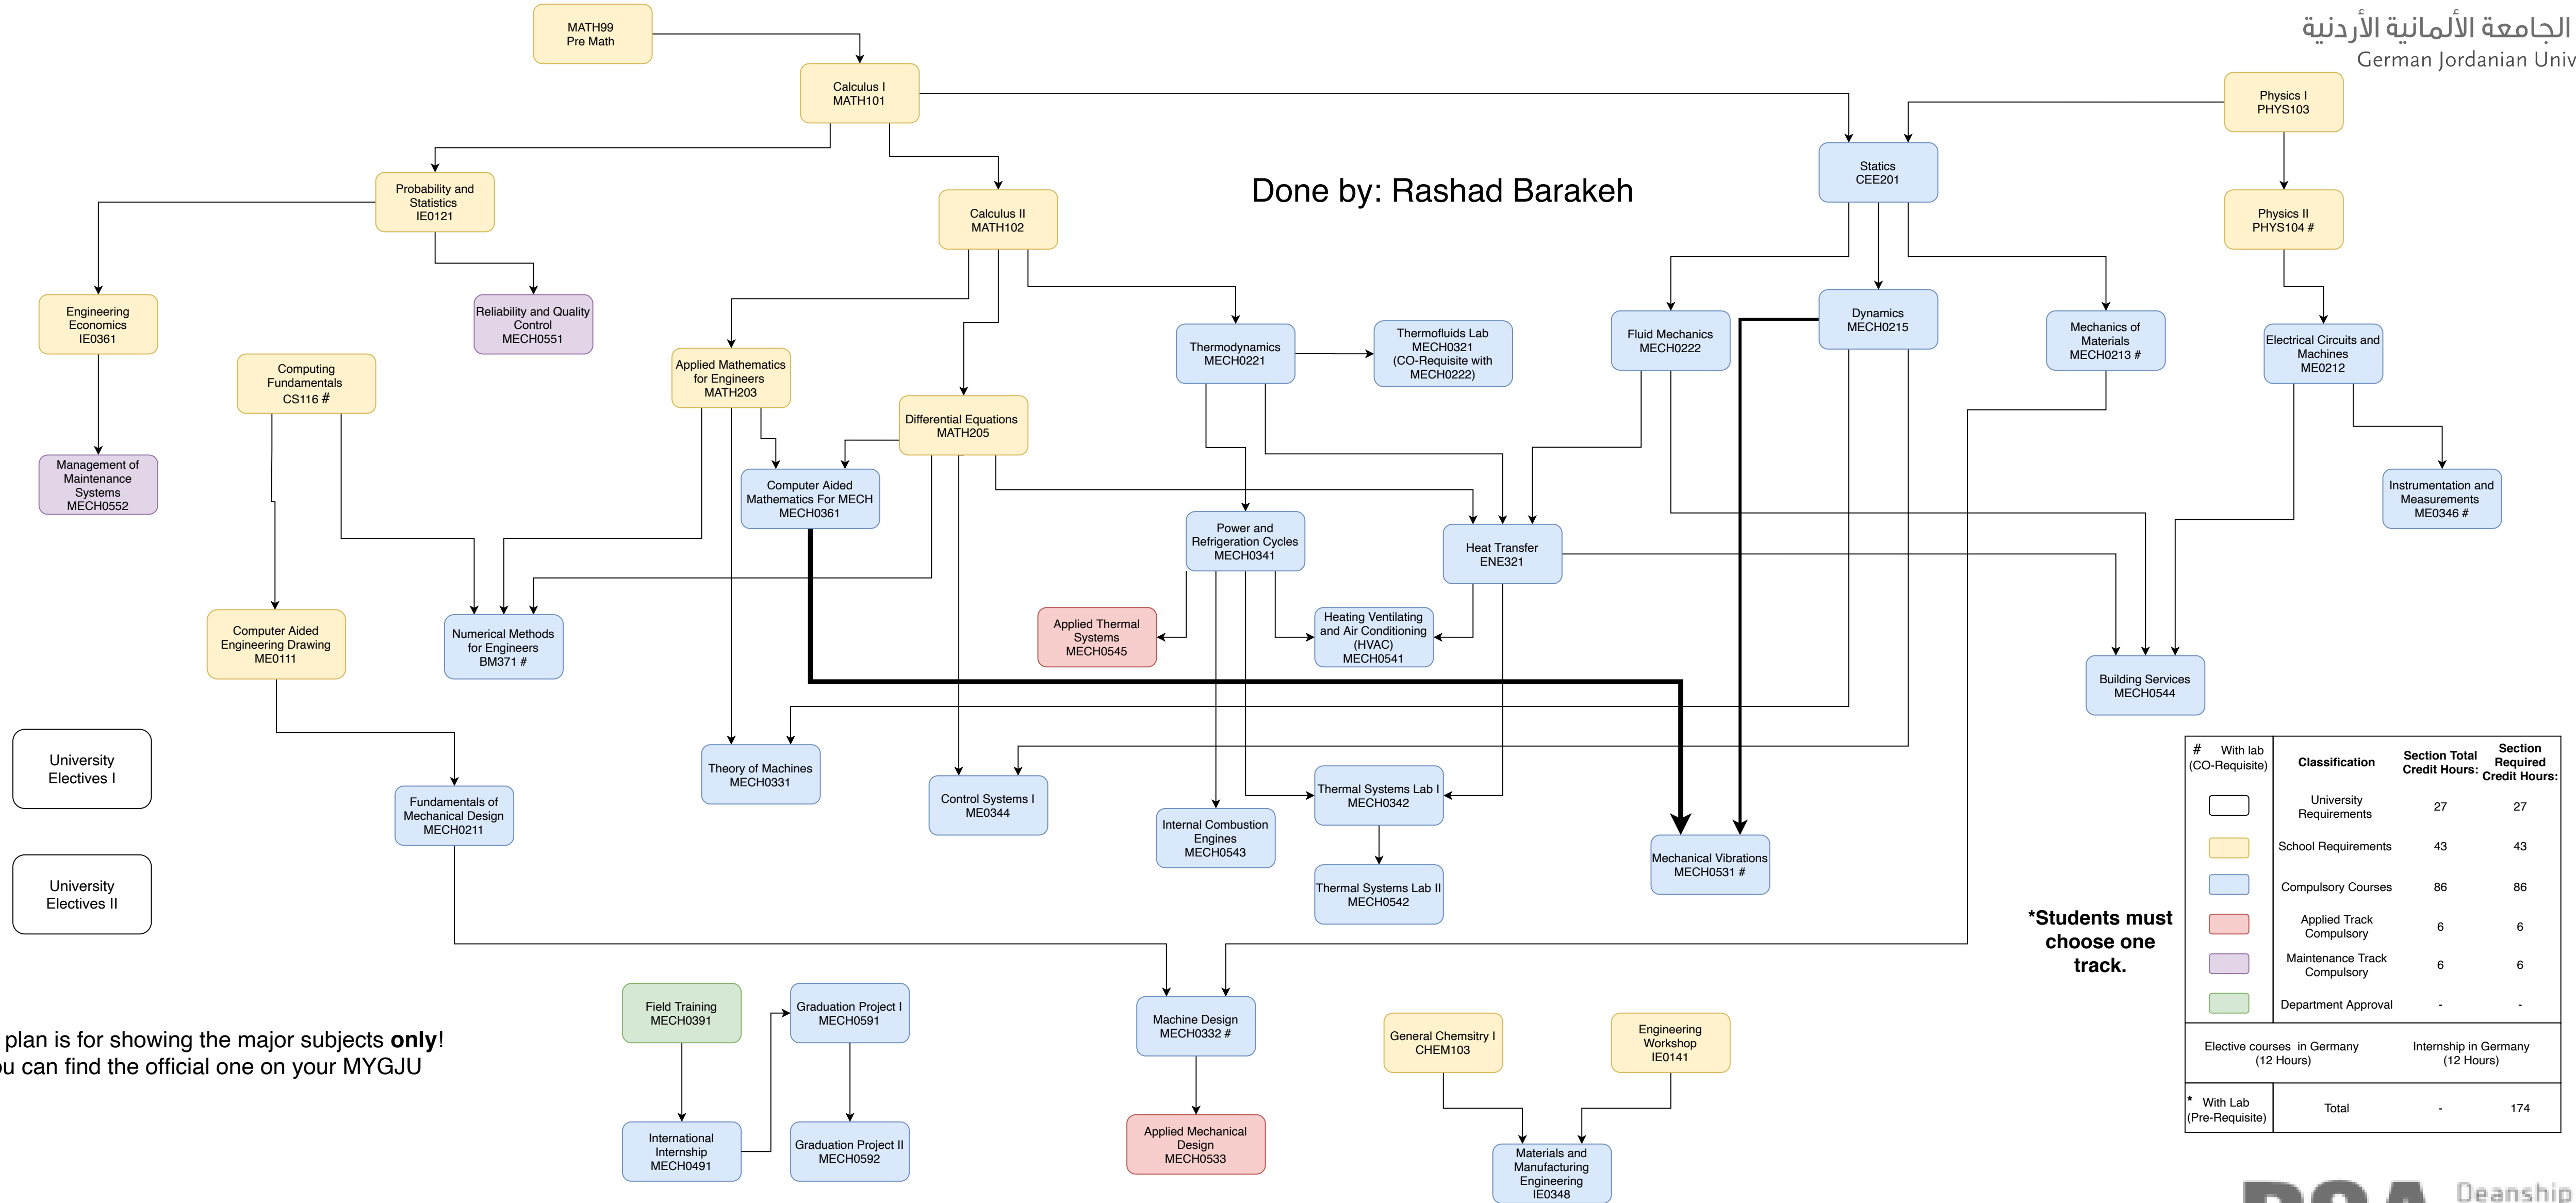 الجامعة الألمانية الأردنية
German Jordanian Univ
MATH99
Pre Math
Calculus I
MATH101
Physics I
PHYS103
Statics
CEE201
Done by: Rashad Barakeh
Probability and
Statistics
IE0121
Calculus II
MATH102
Physics II
PHYS104 #
Engineering
Economics
IE0361
Reliability and Quality
Control
MECH0551
Thermodynamics
MECH0221
Thermofluids Lab
MECH0321
(CO-Requisite with
MECH0222)
Fluid Mechanics
MECH0222
Dynamics
MECH0215
Mechanics of
Materials
MECH0213 #
Electrical Circuits and
Machines
ME0212
Computing
Fundamentals
CS116 #
Applied Mathematics
for Engineers
MATH203
Differential Equations
MATH205
Management of
Maintenance
Systems
MECH0552
Computer Aided
Mathematics For MECH
MECH0361
Instrumentation and
Measurements
ME0346 #
Power and
Refrigeration Cycles
MECH0341
Heat Transfer
ENE321
Computer Aided
Engineering Drawing
ME0111
Numerical Methods
for Engineers
BM371 #
Applied Thermal
Systems
MECH0545
Heating Ventilating
and Air Conditioning
(HVAC)
MECH0541
Building Services
MECH0544
University
Electives I
Theory of Machines
MECH0331
Control Systems I
ME0344
Thermal Systems Lab I
MECH0342
Fundamentals of
Mechanical Design
MECH0211
Internal Combustion
Engines
MECH0543
Mechanical Vibrations
MECH0531 #
University
Electives II
Thermal Systems Lab II
MECH0542
*Students must
choose one
track.
# With lab
(CO-Requisite)
Classification
Section Total
Credit Hours:
Section
Required
Credit Hours:
University
Requirements
27
27
School Requirements
43
43
Compulsory Courses
86
86
Applied Track
Compulsory
6
6
Maintenance Track
Compulsory
6
6
Department Approval
-
-
Elective courses in Germany
(12 Hours)
Internship in Germany
(12 Hours)
* With Lab
(Pre-Requisite)
Total
-
174
plan is for showing the major subjects only!
ou can find the official one on your MYGJU
Field Training
MECH0391
Graduation Project I
MECH0591
Machine Design
MECH0332 #
General Chemsitry I
CHEM103
Engineering
Workshop
IE0141
International
Internship
MECH0491
Graduation Project II
MECH0592
Applied Mechanical
Design
MECH0533
Materials and
Manufacturing
Engineering
IE0348
Deanship